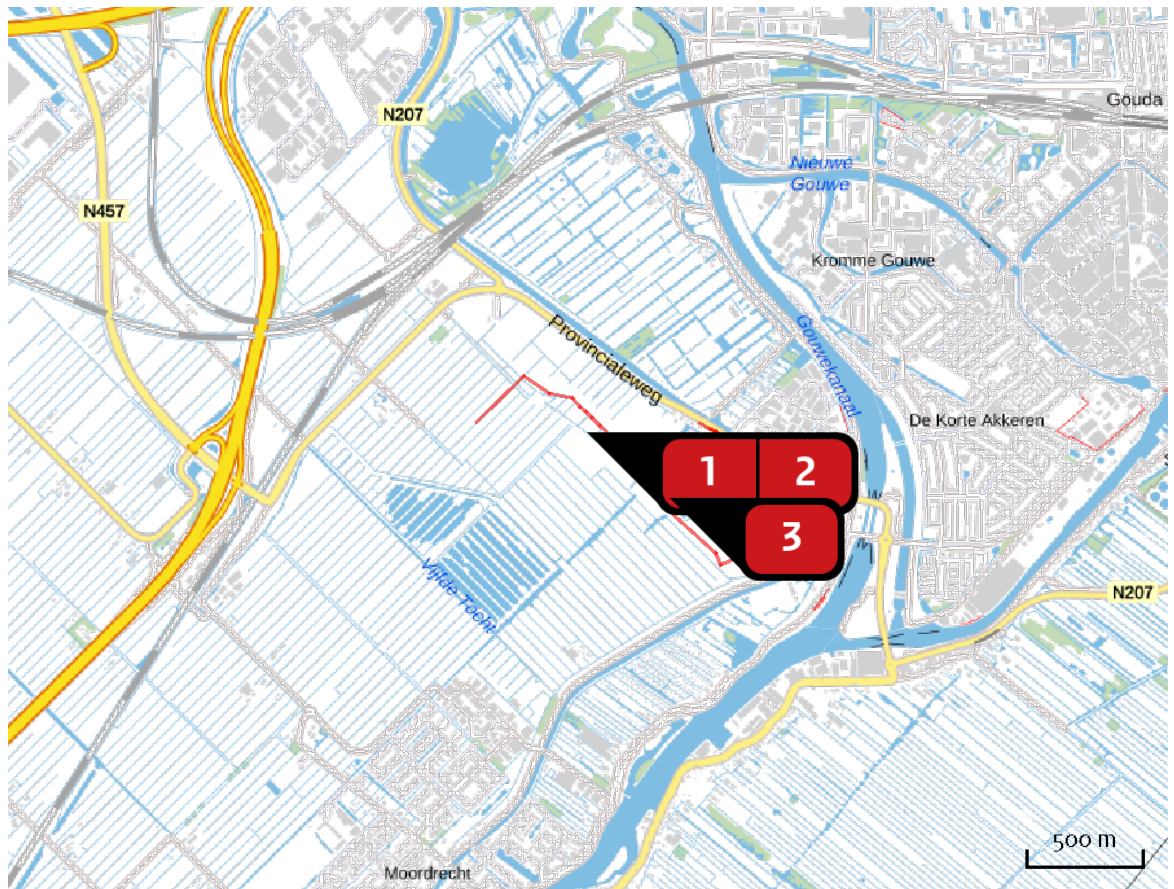 Gouda
N207
Nieuwe
Gouwe
N457
Kromme Gouwe
Provincialeweg
Gouwekanaal
De Korte Akkeren
1
2
3
Vijfde Tocht
N207
500 m
Moordrecht